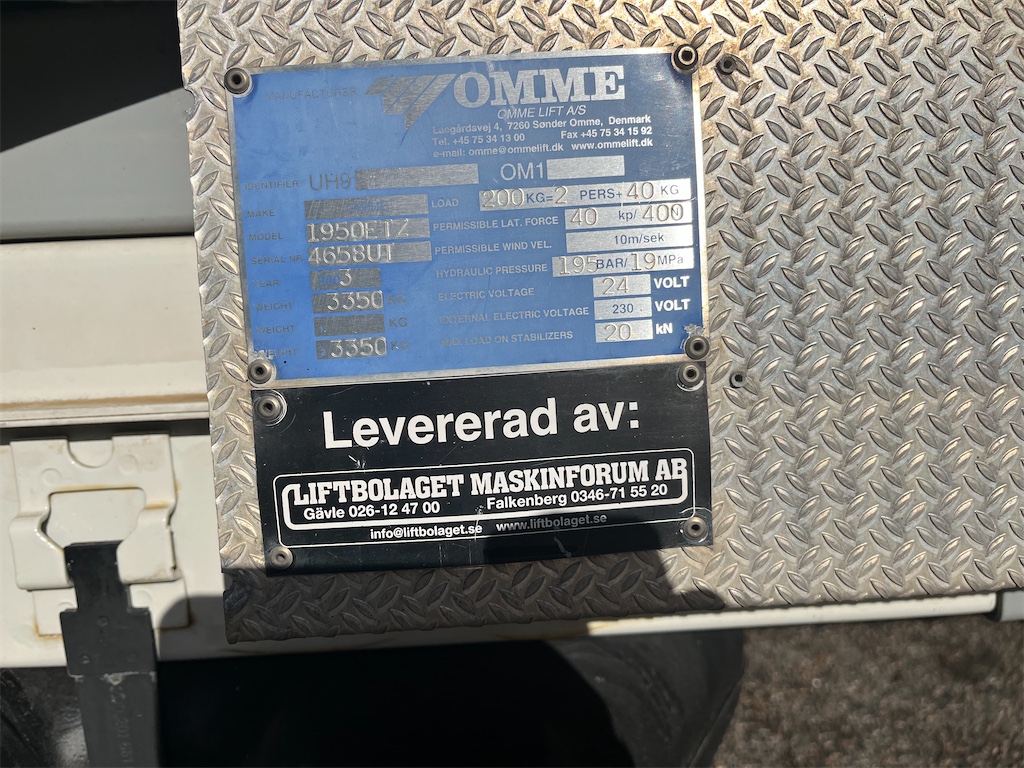 MANUFACTURER OMME
OMME LIFT A/S
Laagårdsvej 4, 7260 Sønder Omme, Denmark
Tel. +45 75 34 13 00 Fax +45 75 34 15 92
e-mail: omme@ommelift.dk www.ommelift.dk
IDENTIFIER UH9 OM1
MAKE LOAD 200 KG= 2 PERS+ 40 KG
MODEL 1950ETZ PERMISSIBLE LAT. FORCE 40 kp/ 400
SERIAL NR 4658UT PERMISSIBLE WIND VEL. 10m/sek
YEAR 3 HYDRAULIC PRESSURE 195 BAR/ 19 MPa
WEIGHT 3350 KG ELECTRIC VOLTAGE 24 VOLT
WEIGHT KG EXTERNAL ELECTRIC VOLTAGE 230 VOLT
WEIGHT 3350 KG MAX LOAD ON STABILIZERS 20 kN
Levererad av:
LIFTBOLAGET MASKINFORUM AB
Gävle 026-12 47 00 Falkenberg 0346-71 55 20
info@liftbolaget.se www.liftbolaget.se